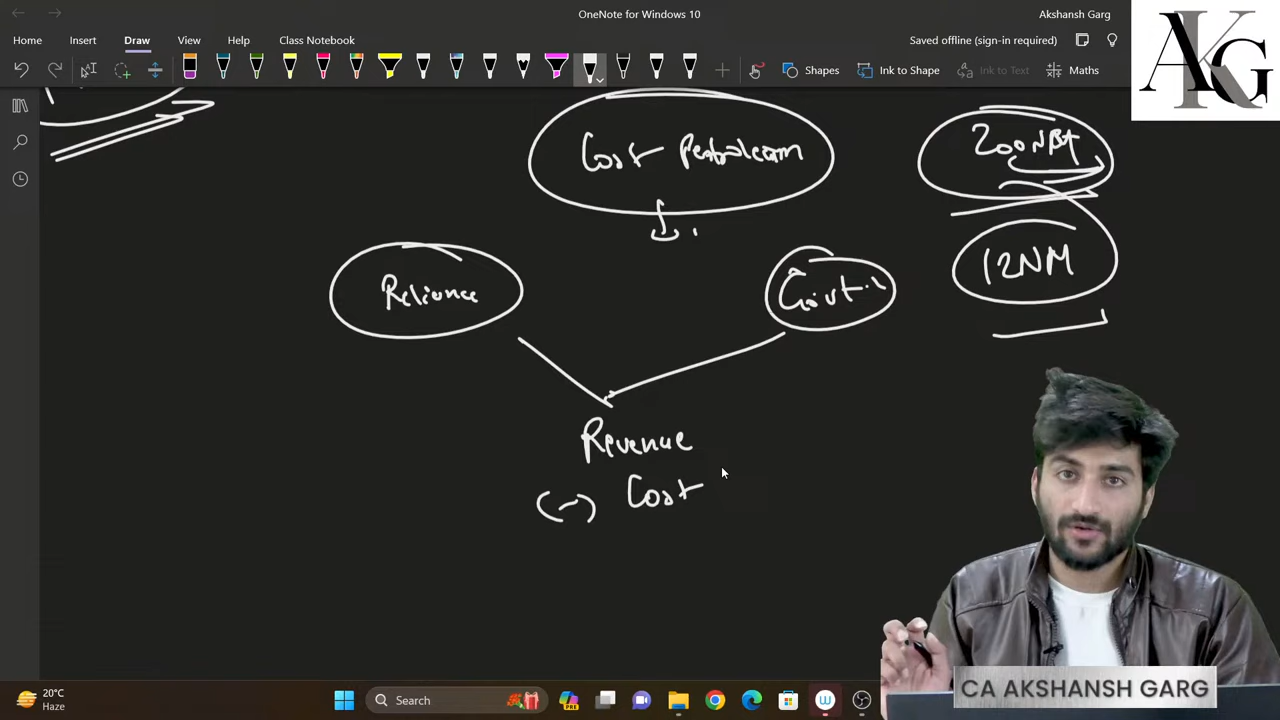 OneNote for Windows 10
Akshansh Garg
Home Insert Draw View Help Class Notebook
Saved offline (sign-in required)
Shapes Ink to Shape Ink to Text Maths
AKG
Cost Petroleum
200 NM
12NM
Reliance
Govt.
Revenue
(-) Cost
CA AKSHANSH GARG
20°C
Haze
Search